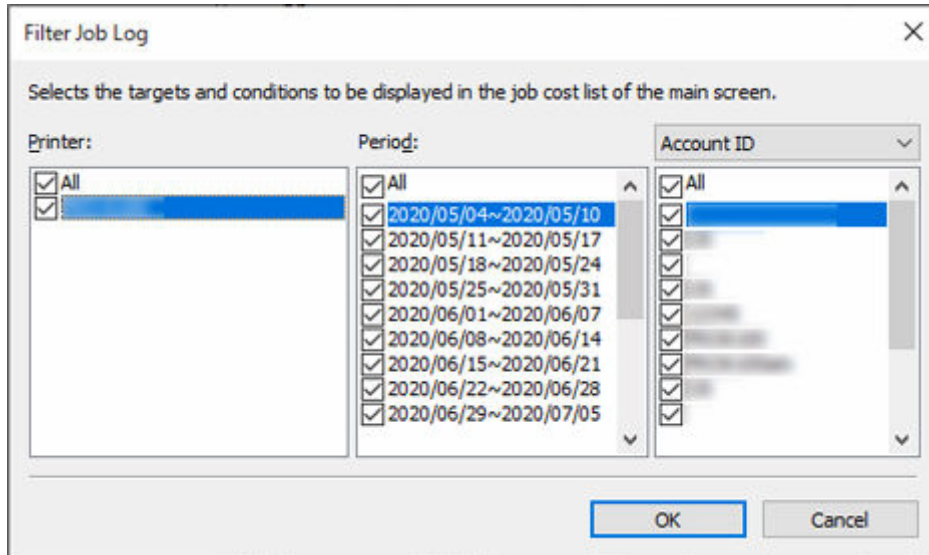 Filter Job Log
Selects the targets and conditions to be displayed in the job cost list of the main screen.
Printer:
All
Period:
All
2020/05/04~2020/05/10
2020/05/11~2020/05/17
2020/05/18~2020/05/24
2020/05/25~2020/05/31
2020/06/01~2020/06/07
2020/06/08~2020/06/14
2020/06/15~2020/06/21
2020/06/22~2020/06/28
2020/06/29~2020/07/05
Account ID
All
OK
Cancel